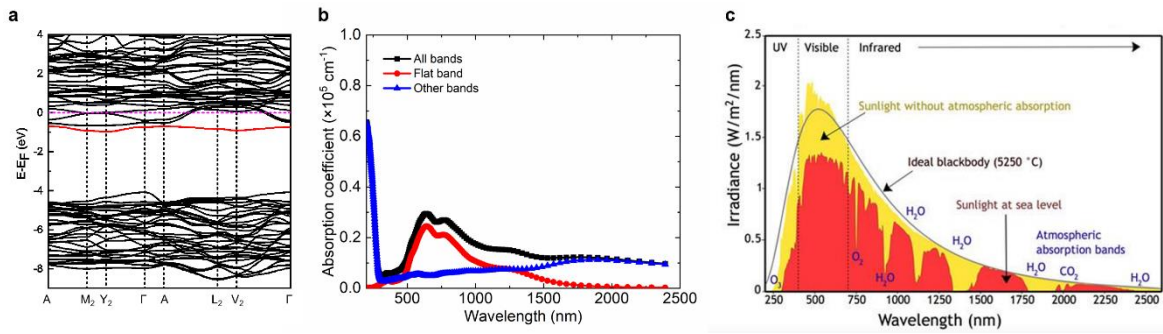 a
E-E_F (eV)
4
2
0
-2
-4
-6
-8
A M₂ Y₂ Γ A L₂ V₂ Γ
b
Absorption coefficient (×10⁵ cm⁻¹)
1.0
0.8
0.6
0.4
0.2
0.0
All bands
Flat band
Other bands
500 1000 1500 2000 2500
Wavelength (nm)
c
UV Visible Infrared
Irradiance (W/m²/nm)
2.5
2
1.5
1
0.5
0
Sunlight without atmospheric absorption
Ideal blackbody (5250 °C)
Sunlight at sea level
H₂O
H₂O
Atmospheric
absorption bands
O₃
O₂
H₂O
H₂O
CO₂
H₂O
250 500 750 1000 1250 1500 1750 2000 2250 2500
Wavelength (nm)